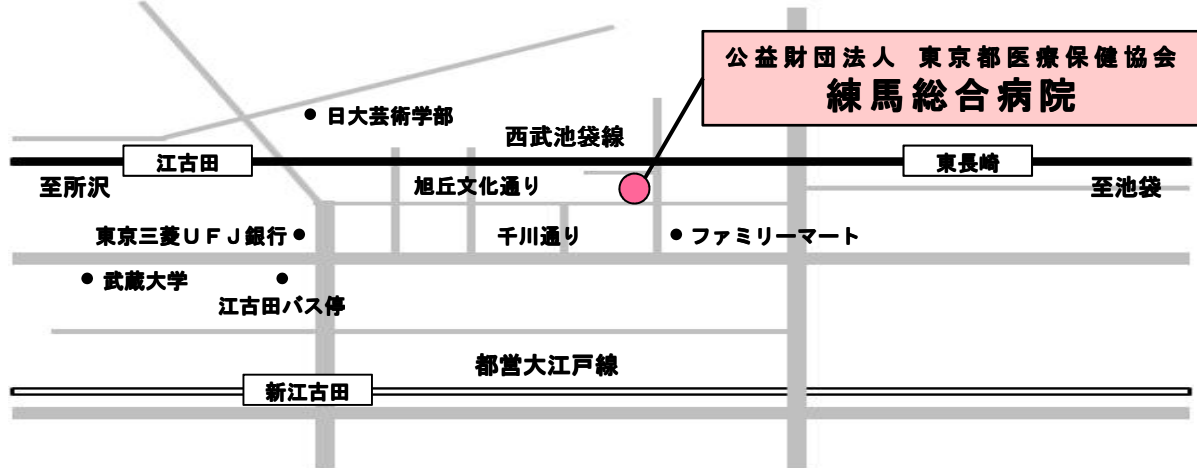 公益財団法人 東京都医療保健協会
練馬総合病院
日大芸術学部
西武池袋線
江古田
東長崎
至所沢
旭丘文化通り
至池袋
東京三菱UFJ銀行
千川通り
ファミリーマート
武蔵大学
江古田バス停
都営大江戸線
新江古田